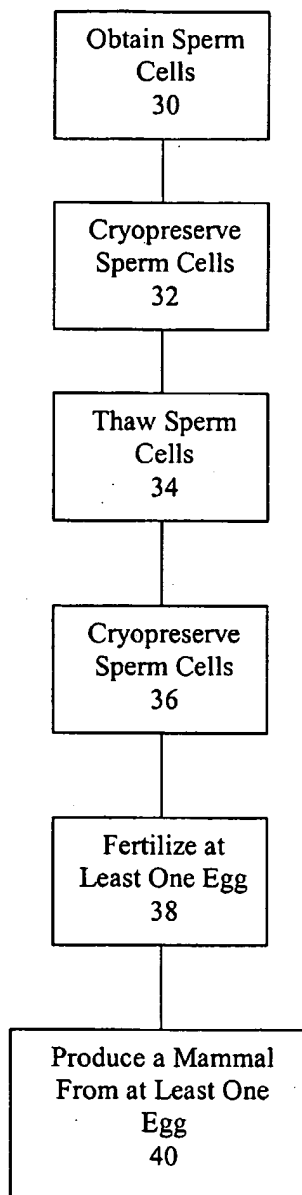 Obtain Sperm
Cells
30
Cryopreserve
Sperm Cells
32
Thaw Sperm
Cells
34
Cryopreserve
Sperm Cells
36
Fertilize at
Least One Egg
38
Produce a Mammal
From at Least One
Egg
40